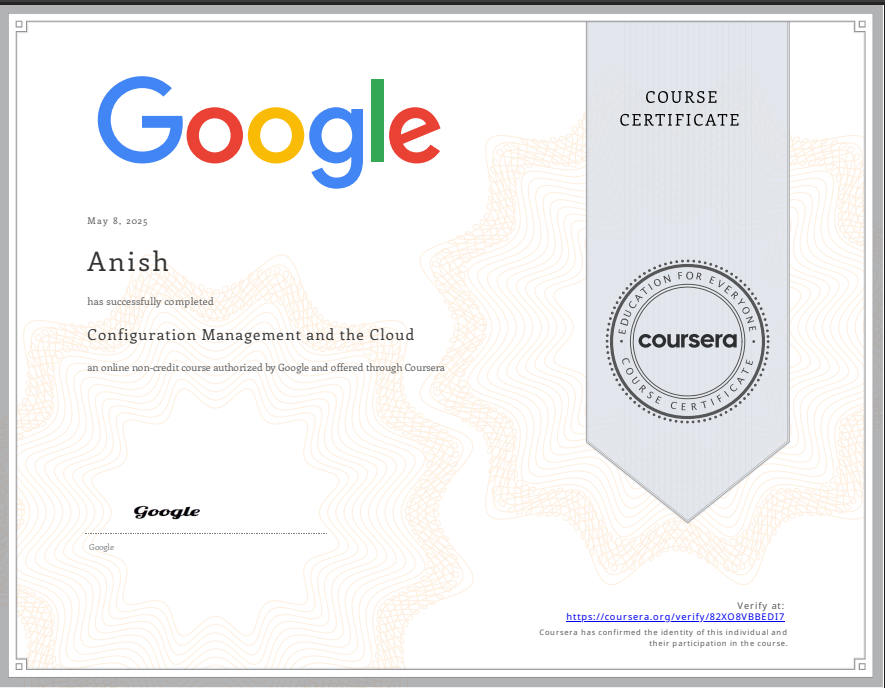 Google
COURSE
CERTIFICATE
May 8, 2025
Anish
has successfully completed
Configuration Management and the Cloud
an online non-credit course authorized by Google and offered through Coursera
EDUCATION FOR EVERYONE
coursera
COURSE CERTIFICATE
Google
Google
Verify at:
https://coursera.org/verify/82XO8VBBEDI7
Coursera has confirmed the identity of this individual and
their participation in the course.